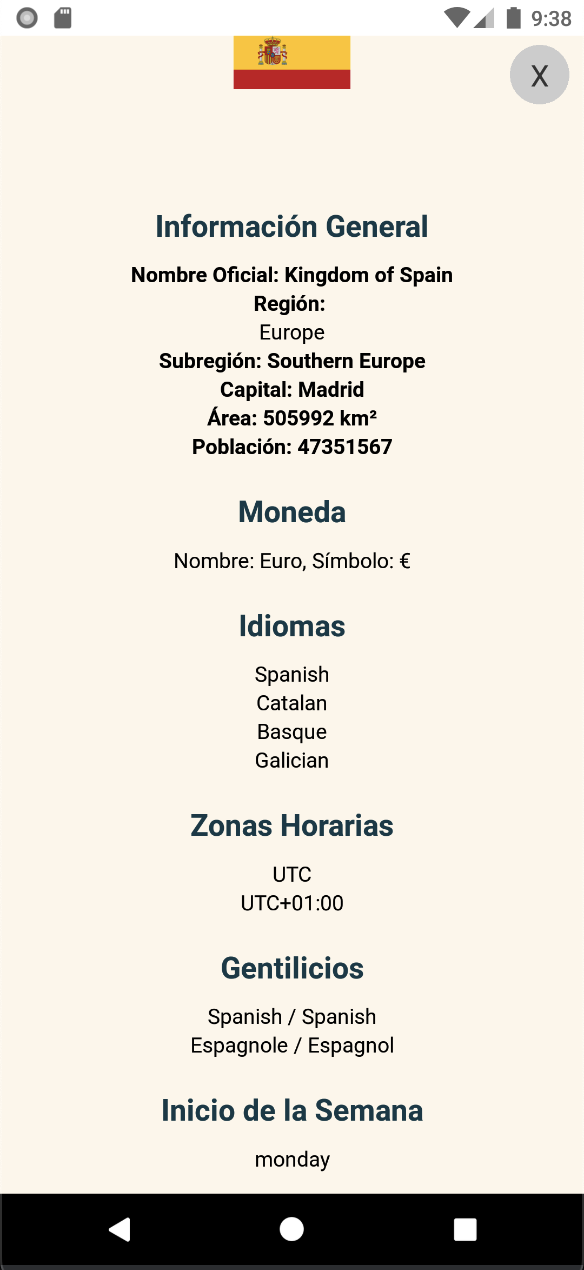 9:38
X
Información General
Nombre Oficial: Kingdom of Spain
Región:
Europe
Subregión: Southern Europe
Capital: Madrid
Área: 505992 km²
Población: 47351567
Moneda
Nombre: Euro, Símbolo: €
Idiomas
Spanish
Catalan
Basque
Galician
Zonas Horarias
UTC
UTC+01:00
Gentilicios
Spanish / Spanish
Espagnole / Espagnol
Inicio de la Semana
monday